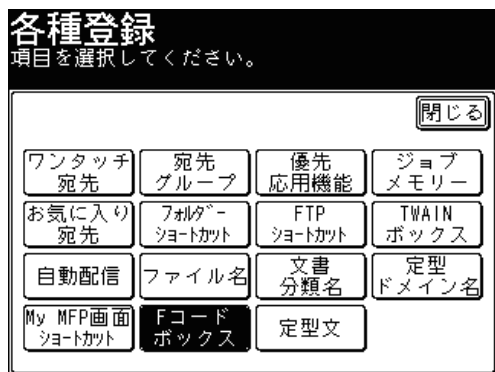 各種登録
項目を選択してください。
閉じる
ワンタッチ
宛先
宛先
グループ
優先
応用機能
ジョブ
メモリー
お気に入り
宛先
ﾌｫﾙﾀﾞｰ
ｼｮｰﾄｶｯﾄ
FTP
ｼｮｰﾄｶｯﾄ
TWAIN
ボックス
自動配信
ファイル名
文書
分類名
定型
ドメイン名
My MFP画面
ｼｮｰﾄｶｯﾄ
Fコード
ボックス
定型文